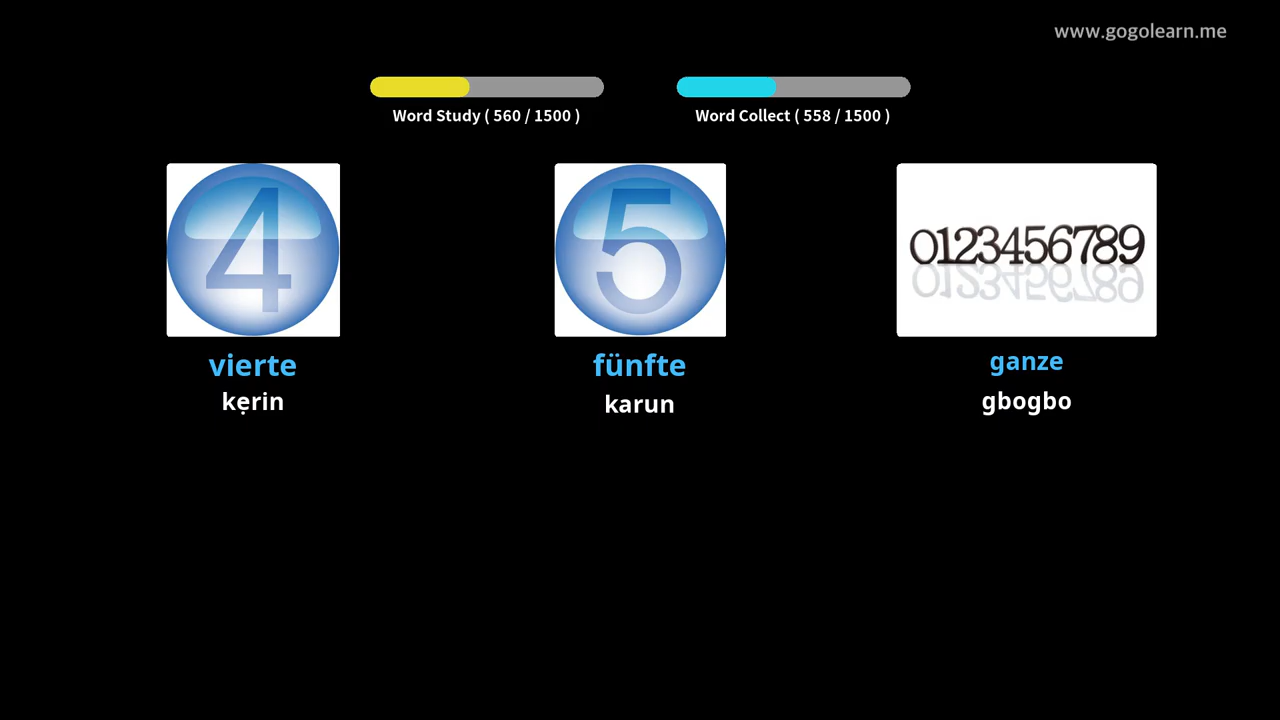 www.gogolearn.me
Word Study ( 560 / 1500 )
Word Collect ( 558 / 1500 )
4
5
0123456789
vierte
fünfte
ganze
kẹrin
karun
gbogbo